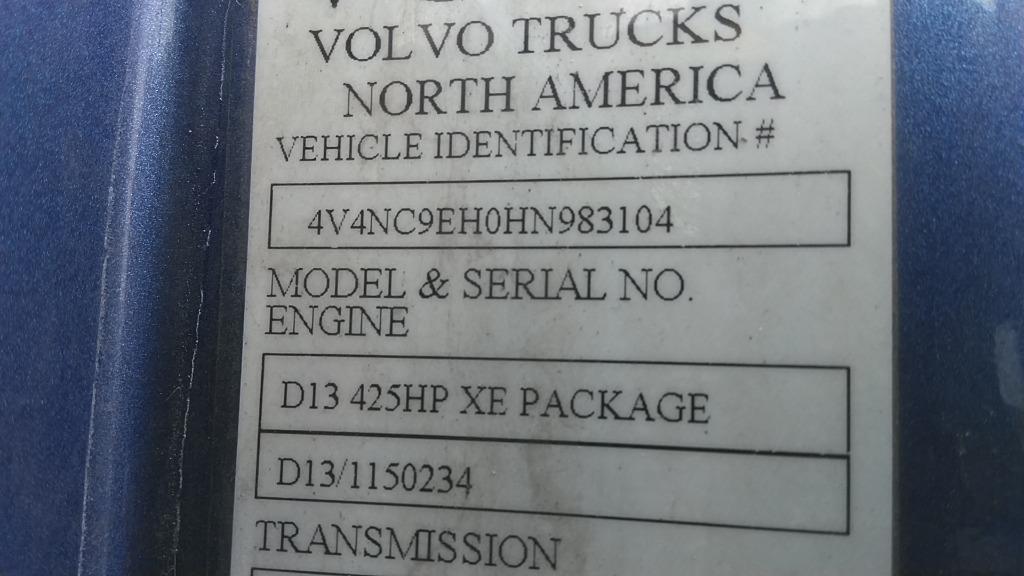 VOLVO TRUCKS
NORTH AMERICA
VEHICLE IDENTIFICATION #
4V4NC9EH0HN983104
MODEL & SERIAL NO.
ENGINE
D13 425HP XE PACKAGE
D13/1150234
TRANSMISSION